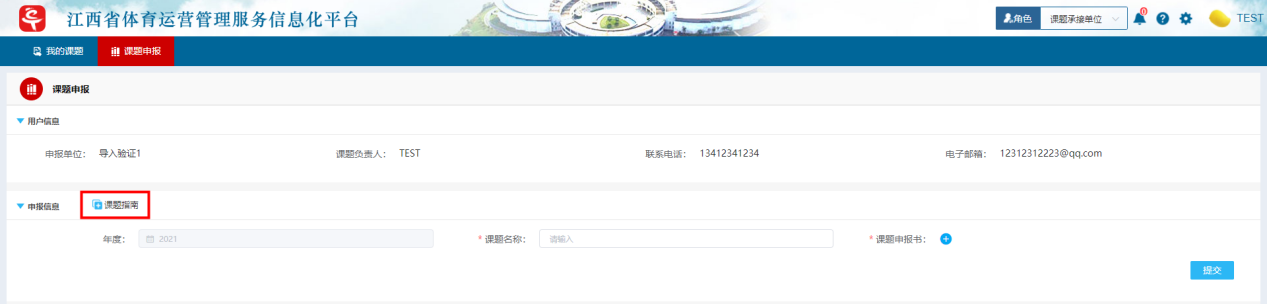 江西省体育运营管理服务信息化平台
角色 课题承接单位 0 TEST
我的课题 课题申报
课题申报
用户信息
申报单位： 导入验证1 课题负责人： TEST 联系电话： 13412341234 电子邮箱： 12312312223@qq.com
申报信息 课题指南
年度： 2021 * 课题名称： 请输入 * 课题申报书：
提交